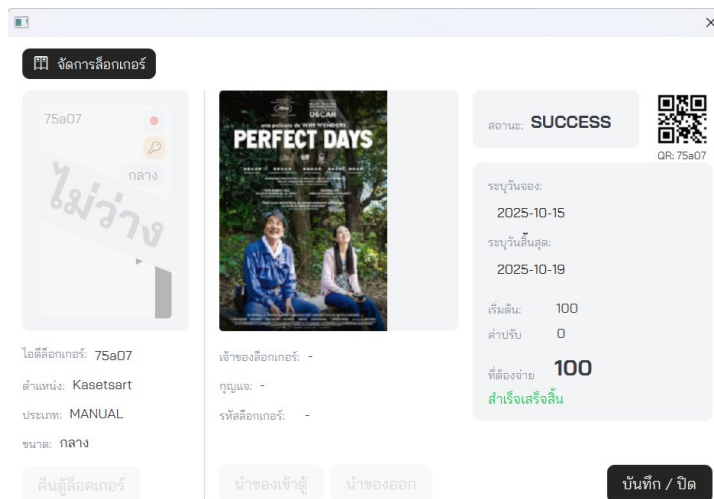 จัดการล็อกเกอร์
75a07
กลาง
ไม่ว่าง
ไอดีล็อกเกอร์: 75a07
ตำแหน่ง: Kasetsart
ประเภท: MANUAL
ขนาด: กลาง
คืนตู้ล็อคเกอร์
OSCAR
una película de WIM WENDERS
PERFECT DAYS
เจ้าของล็อกเกอร์: -
กุญแจ: -
รหัสล็อกเกอร์: -
นำของเข้าตู้
นำของออก
สถานะ: SUCCESS
QR: 75a07
ระบุวันจอง:
2025-10-15
ระบุวันสิ้นสุด:
2025-10-19
เริ่มต้น: 100
ค่าปรับ 0
ที่ต้องจ่าย 100
สำเร็จเสร็จสิ้น
บันทึก / ปิด